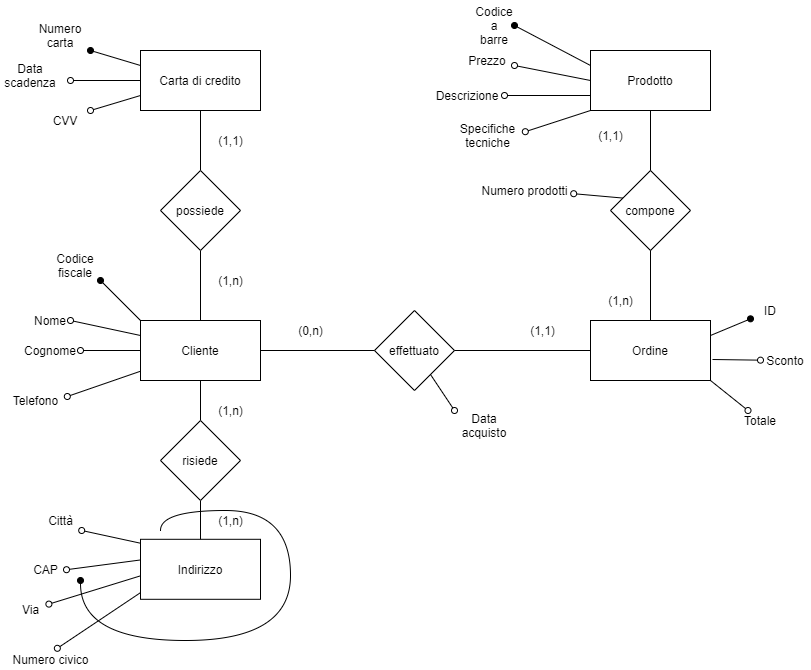 Numero
carta
Data
scadenza
CVV
Carta di credito
(1,1)
possiede
(1,n)
Codice
a
barre
Prezzo
Descrizione
Specifiche
tecniche
Prodotto
(1,1)
Numero prodotti
compone
(1,n)
Codice
fiscale
Nome
Cognome
Telefono
Cliente
(0,n)
effettuato
(1,1)
Data
acquisto
Ordine
ID
Sconto
Totale
(1,n)
risiede
(1,n)
Città
CAP
Via
Numero civico
Indirizzo